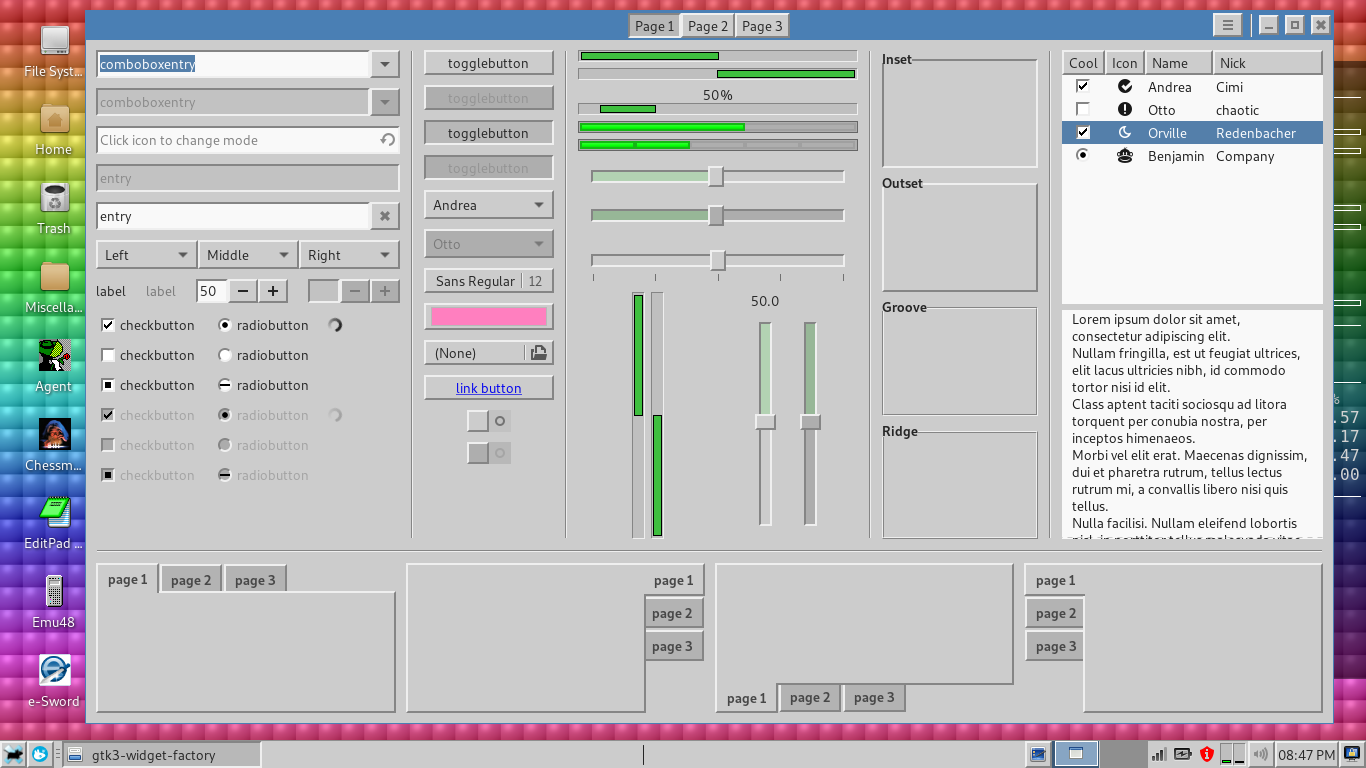 Page 1 Page 2 Page 3
File Syst...
Home
Trash
Miscella...
Agent
Chessm...
EditPad ...
Emu48
e-Sword
comboboxentry
comboboxentry
Click icon to change mode
entry
entry
Left Middle Right
label label 50
checkbutton radiobutton
checkbutton radiobutton
checkbutton radiobutton
checkbutton radiobutton
checkbutton radiobutton
checkbutton radiobutton
togglebutton
togglebutton
togglebutton
togglebutton
Andrea
Otto
Sans Regular 12
(None)
link button
50%
50.0
Inset
Outset
Groove
Ridge
Cool Icon Name Nick
Andrea Cimi
Otto chaotic
Orville Redenbacher
Benjamin Company
Lorem ipsum dolor sit amet,
consectetur adipiscing elit.
Nullam fringilla, est ut feugiat ultrices,
elit lacus ultricies nibh, id commodo
tortor nisi id elit.
Class aptent taciti sociosqu ad litora
torquent per conubia nostra, per
inceptos himenaeos.
Morbi vel elit erat. Maecenas dignissim,
dui et pharetra rutrum, tellus lectus
rutrum mi, a convallis libero nisi quis
tellus.
Nulla facilisi. Nullam eleifend lobortis
%
.57
.17
.47
.00
page 1 page 2 page 3
page 1
page 2
page 3
page 1 page 2 page 3
page 1
page 2
page 3
gtk3-widget-factory
08:47 PM